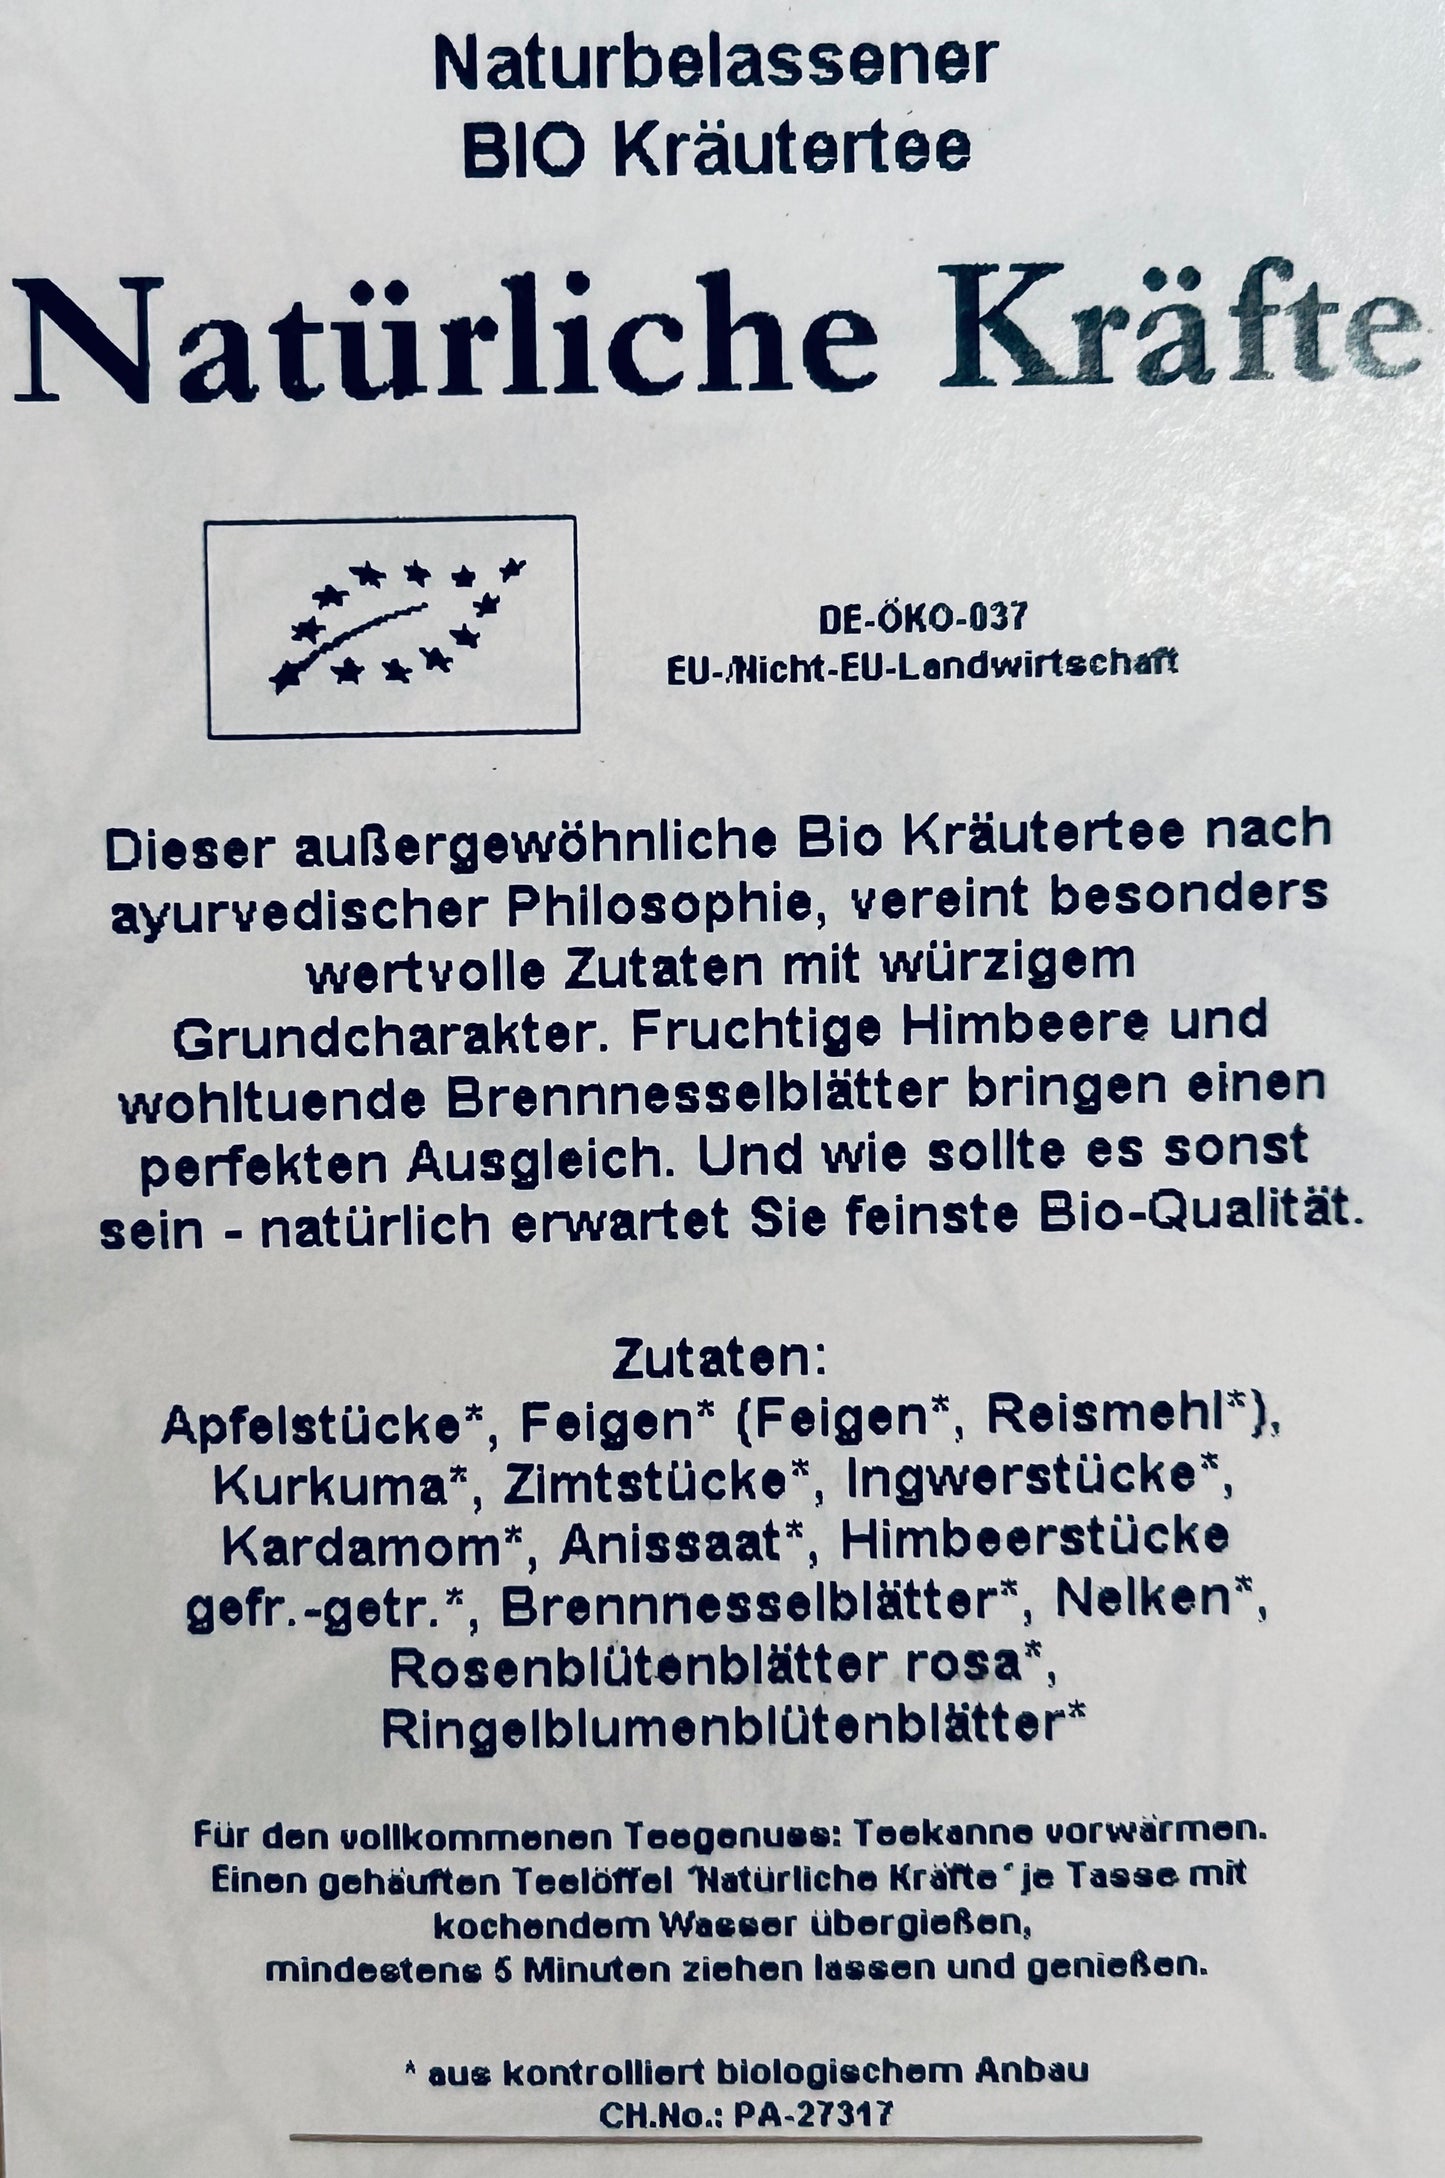 Naturbelassener
BIO Kräutertee
Natürliche Kräfte
DE-ÖKO-037
EU-/Nicht-EU-Landwirtschaft
Dieser außergewöhnliche Bio Kräutertee nach
ayurvedischer Philosophie, vereint besonders
wertvolle Zutaten mit würzigem
Grundcharakter. Fruchtige Himbeere und
wohltuende Brennnesselblätter bringen einen
perfekten Ausgleich. Und wie sollte es sonst
sein - natürlich erwartet Sie feinste Bio-Qualität.
Zutaten:
Apfelstücke*, Feigen* (Feigen*, Reismehl*),
Kurkuma*, Zimtstücke*, Ingwerstücke*,
Kardamom*, Anissaat*, Himbeerstücke
gefr.-getr.*, Brennnesselblätter*, Nelken*,
Rosenblütenblätter rosa*,
Ringelblumenblütenblätter*
Für den vollkommenen Teegenuss: Teekanne vorwärmen.
Einen gehäuften Teelöffel ´Natürliche Kräfte´ je Tasse mit
kochendem Wasser übergießen,
mindestens 5 Minuten ziehen lassen und genießen.
* aus kontrolliert biologischem Anbau
CH.No.: PA-27317